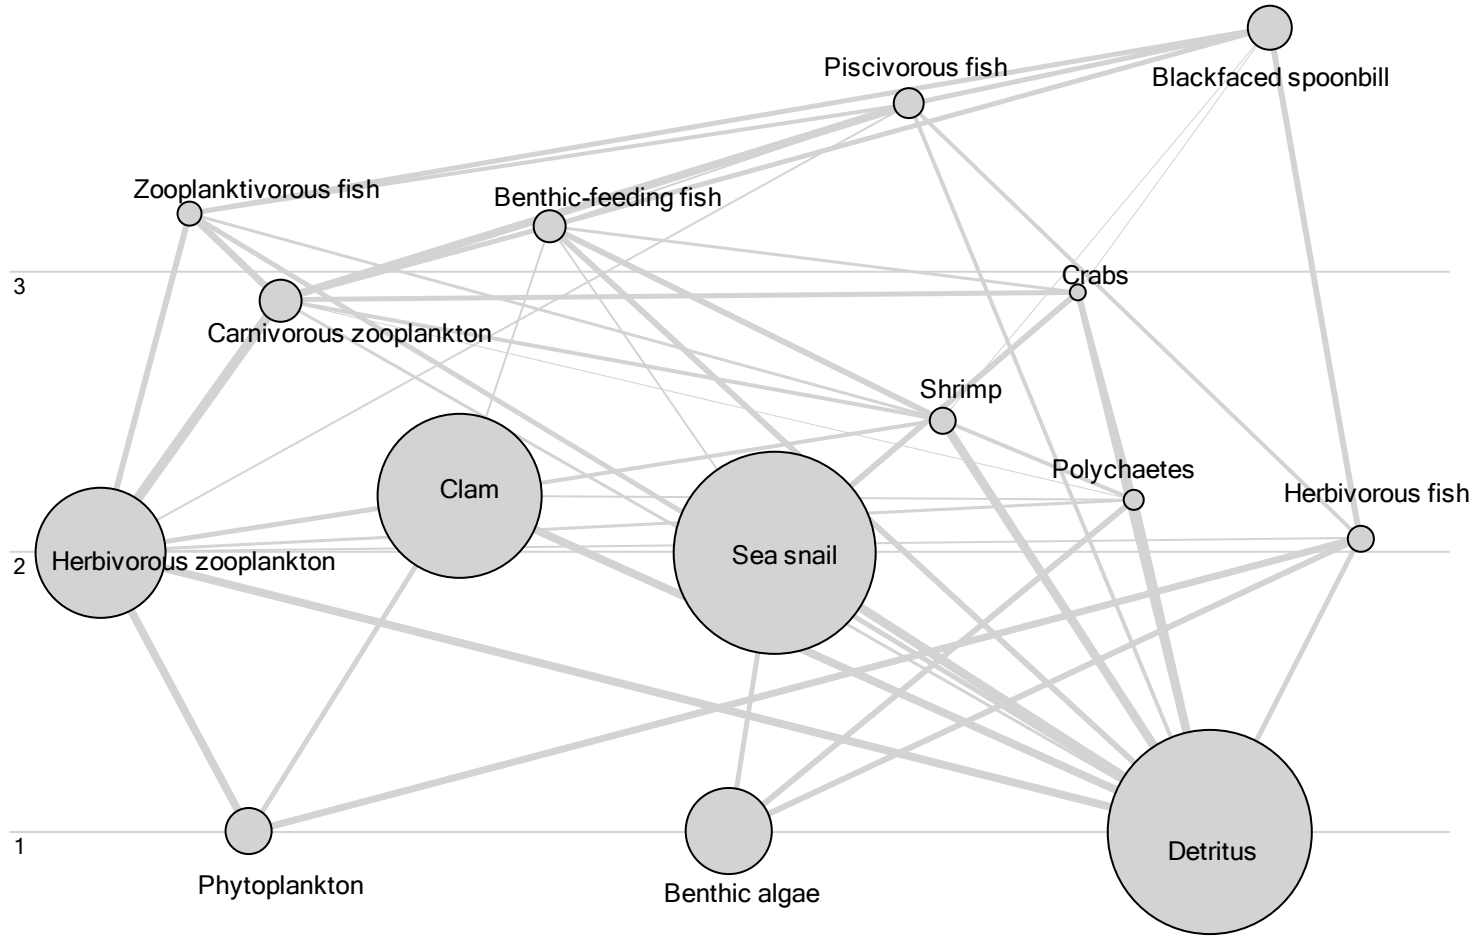 Piscivorous fish
Blackfaced spoonbill
Zooplanktivorous fish
Benthic-feeding fish
3
Crabs
Carnivorous zooplankton
Shrimp
Polychaetes
Clam
Herbivorous fish
Sea snail
2
Herbivorous zooplankton
1
Detritus
Phytoplankton
Benthic algae